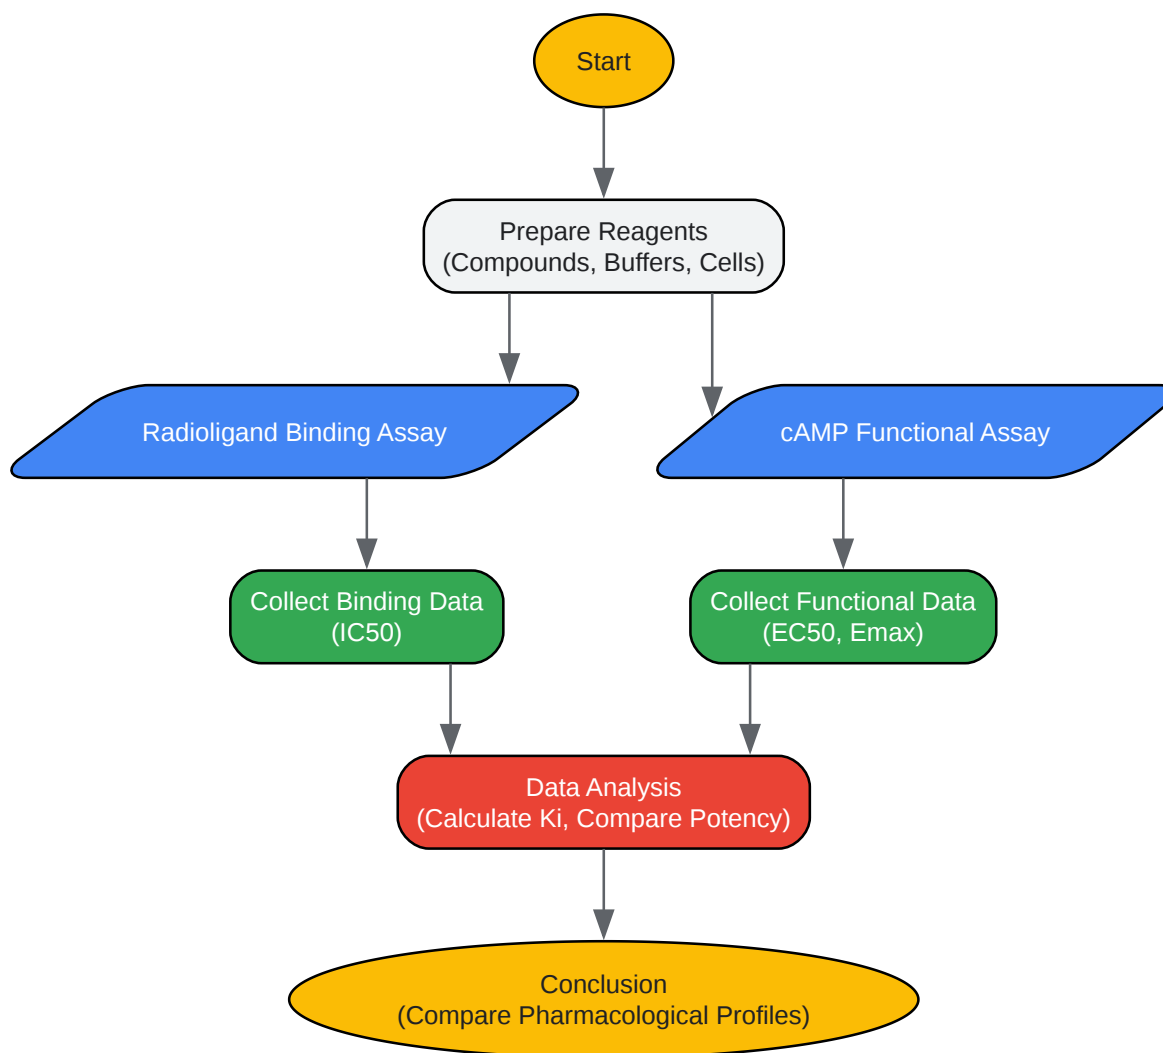 Start
Prepare Reagents
(Compounds, Buffers, Cells)
Radioligand Binding Assay
cAMP Functional Assay
Collect Binding Data
(IC50)
Collect Functional Data
(EC50, Emax)
Data Analysis
(Calculate Ki, Compare Potency)
Conclusion
(Compare Pharmacological Profiles)